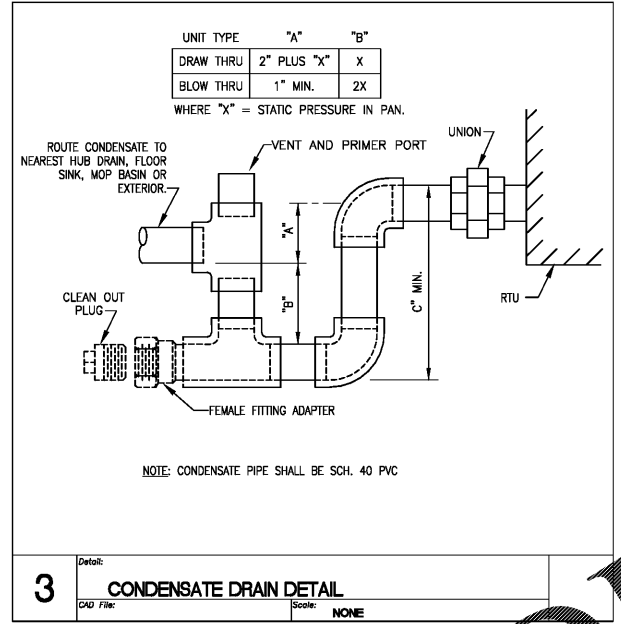 UNIT TYPE "A" "B"
DRAW THRU 2" PLUS "X" X
BLOW THRU 1" MIN. 2X
WHERE "X" = STATIC PRESSURE IN PAN.
ROUTE CONDENSATE TO
NEAREST HUB DRAIN, FLOOR
SINK, MOP BASIN OR
EXTERIOR.
VENT AND PRIMER PORT
UNION
"A"
"B"
C" MIN.
RTU
CLEAN OUT
PLUG
FEMALE FITTING ADAPTER
NOTE: CONDENSATE PIPE SHALL BE SCH. 40 PVC
3
Detail:
CONDENSATE DRAIN DETAIL
CAD File:
Scale:
NONE